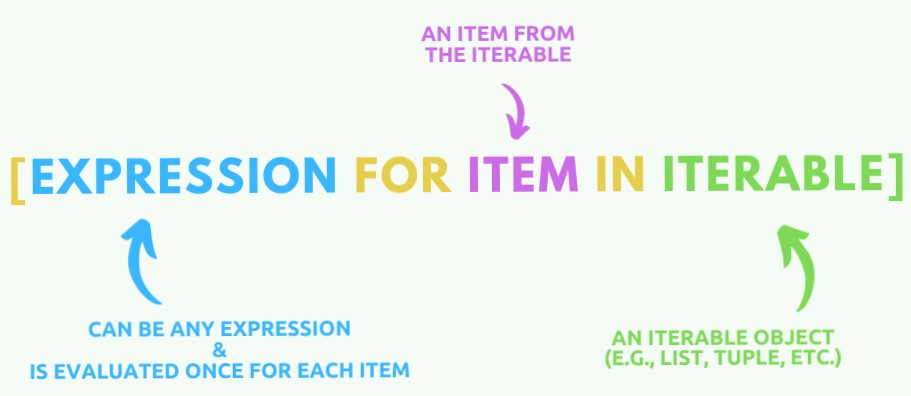 AN ITEM FROM
THE ITERABLE
[EXPRESSION FOR ITEM IN ITERABLE]
CAN BE ANY EXPRESSION
&
IS EVALUATED ONCE FOR EACH ITEM
AN ITERABLE OBJECT
(E.G., LIST, TUPLE, ETC.)